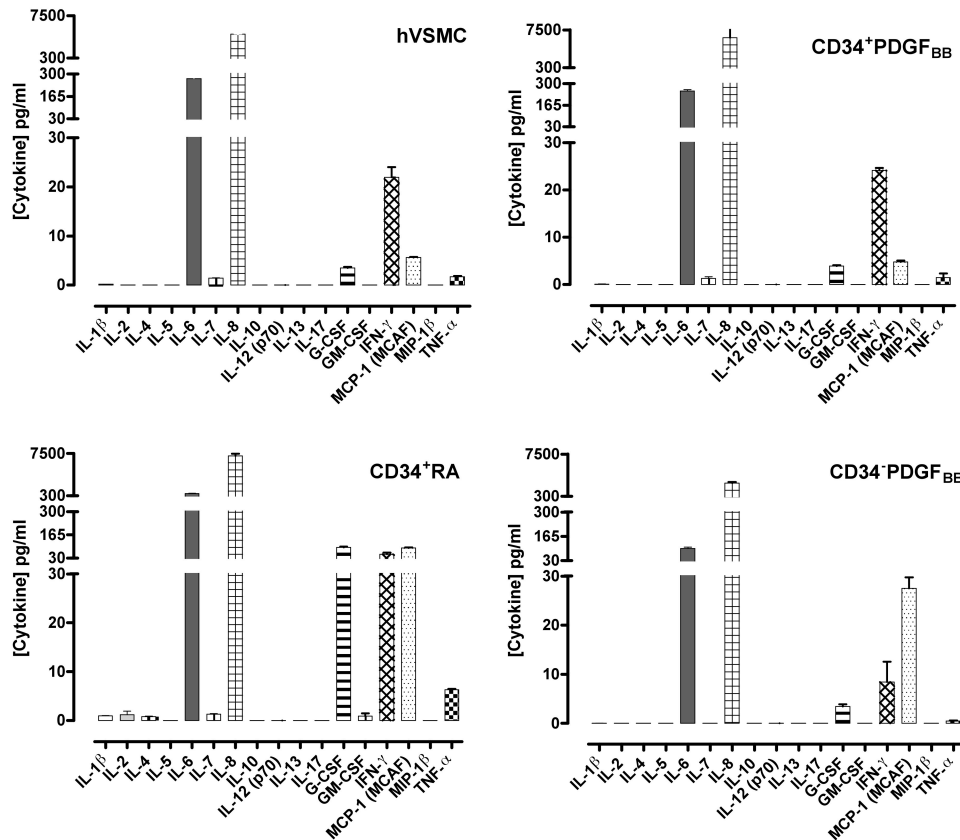 hVSMC
[Cytokine] pg/ml
7500
300
300
165
30
30
20
10
0
IL-1β
IL-2
IL-4
IL-5
IL-6
IL-7
IL-8
IL-10
IL-12 (p70)
IL-13
IL-17
G-CSF
GM-CSF
IFN-γ
MCP-1 (MCAF)
MIP-1β
TNF-α
CD34⁺PDGF_BB
[Cytokine] pg/ml
7500
300
300
165
30
30
20
10
0
IL-1β
IL-2
IL-4
IL-5
IL-6
IL-7
IL-8
IL-10
IL-12 (p70)
IL-13
IL-17
G-CSF
GM-CSF
IFN-γ
MCP-1 (MCAF)
MIP-1β
TNF-α
CD34⁺RA
[Cytokine] pg/ml
7500
300
300
165
30
30
20
10
0
IL-1β
IL-2
IL-4
IL-5
IL-6
IL-7
IL-8
IL-10
IL-12 (p70)
IL-13
IL-17
G-CSF
GM-CSF
IFN-γ
MCP-1 (MCAF)
MIP-1β
TNF-α
CD34⁻PDGF_BB
[Cytokine] pg/ml
7500
300
300
165
30
30
20
10
0
IL-1β
IL-2
IL-4
IL-5
IL-6
IL-7
IL-8
IL-10
IL-12 (p70)
IL-13
IL-17
G-CSF
GM-CSF
IFN-γ
MCP-1 (MCAF)
MIP-1β
TNF-α